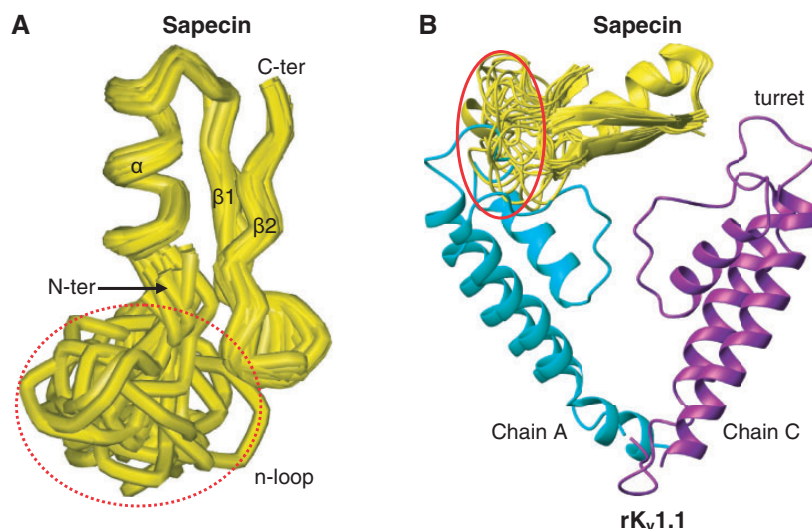 A
Sapecin
C-ter
α
β1
β2
N-ter
n-loop
B
Sapecin
turret
Chain A
Chain C
rKv1.1